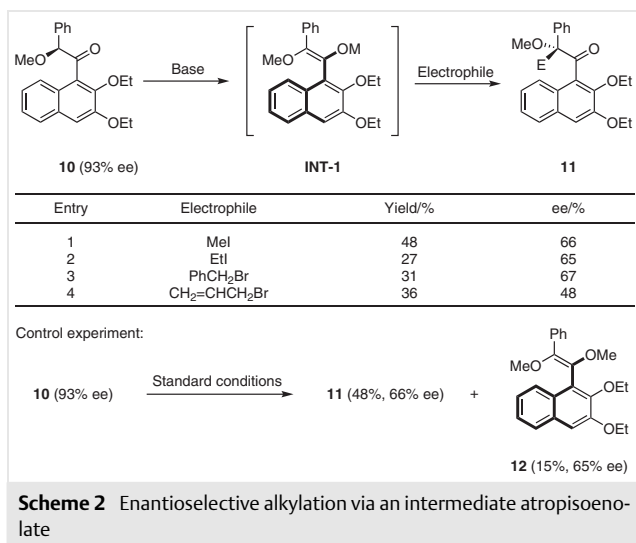 Ph
MeO
O
OEt
OEt
Base
Ph
MeO
OM
OEt
OEt
Electrophile
Ph
MeO
E
O
OEt
OEt
10 (93% ee)
INT-1
11
Entry Electrophile Yield/% ee/%
1 MeI 48 66
2 EtI 27 65
3 PhCH2Br 31 67
4 CH2=CHCH2Br 36 48
Control experiment:
Ph
MeO
OMe
OEt
OEt
10 (93% ee)
Standard conditions
11 (48%, 66% ee)
+
12 (15%, 65% ee)
Scheme 2 Enantioselective alkylation via an intermediate atropisoeno-
late